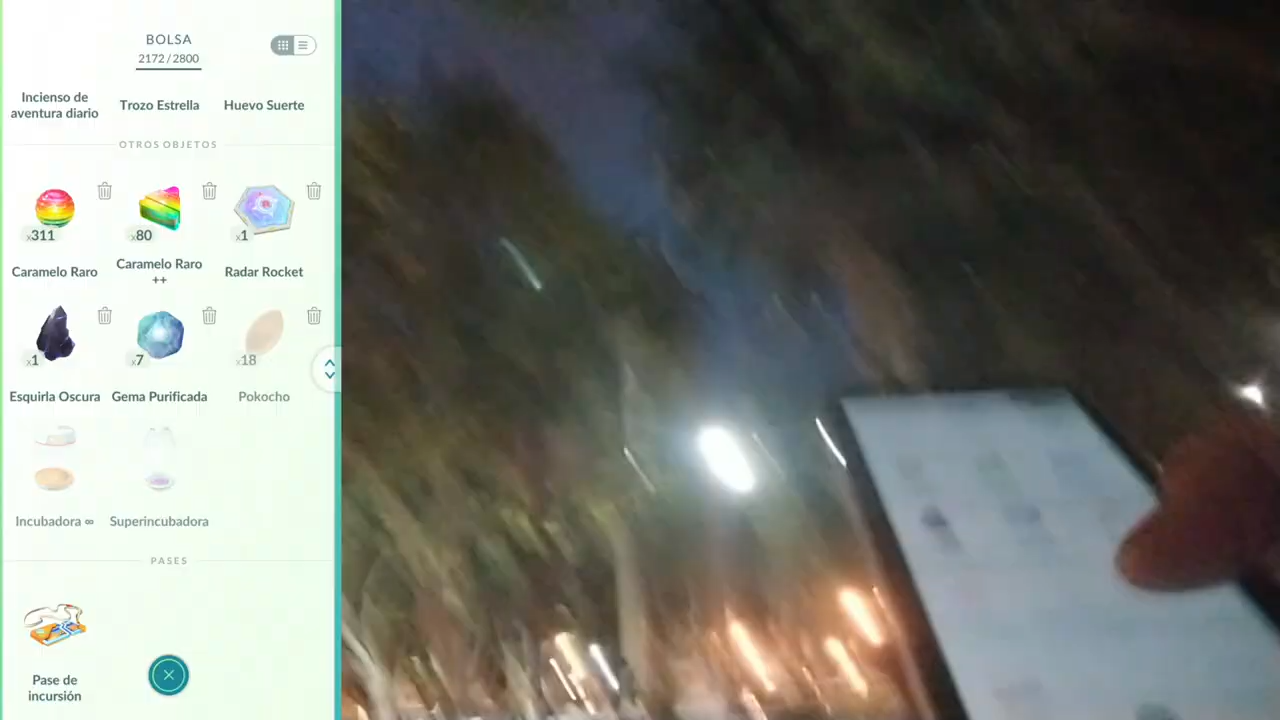 BOLSA
2172 / 2800
Incienso de
aventura diario
Trozo Estrella
Huevo Suerte
OTROS OBJETOS
x311
x80
x1
Caramelo Raro
Caramelo Raro
++
Radar Rocket
x1
x7
x18
Esquirla Oscura
Gema Purificada
Pokocho
Incubadora ∞
Superincubadora
PASES
Pase de
incursión